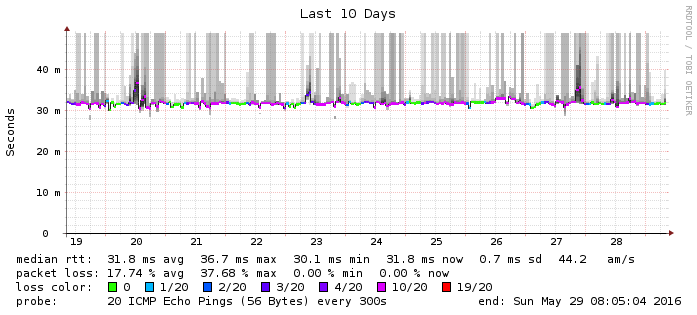 Last 10 Days
RRDTOOL / TOBI OETIKER
Seconds
40 m
30 m
20 m
10 m
0
19 20 21 22 23 24 25 26 27 28
median rtt: 31.8 ms avg 36.7 ms max 30.1 ms min 31.8 ms now 0.7 ms sd 44.2 am/s
packet loss: 17.74 % avg 37.68 % max 0.00 % min 0.00 % now
loss color: 0 1/20 2/20 3/20 4/20 10/20 19/20
probe: 20 ICMP Echo Pings (56 Bytes) every 300s end: Sun May 29 08:05:04 2016